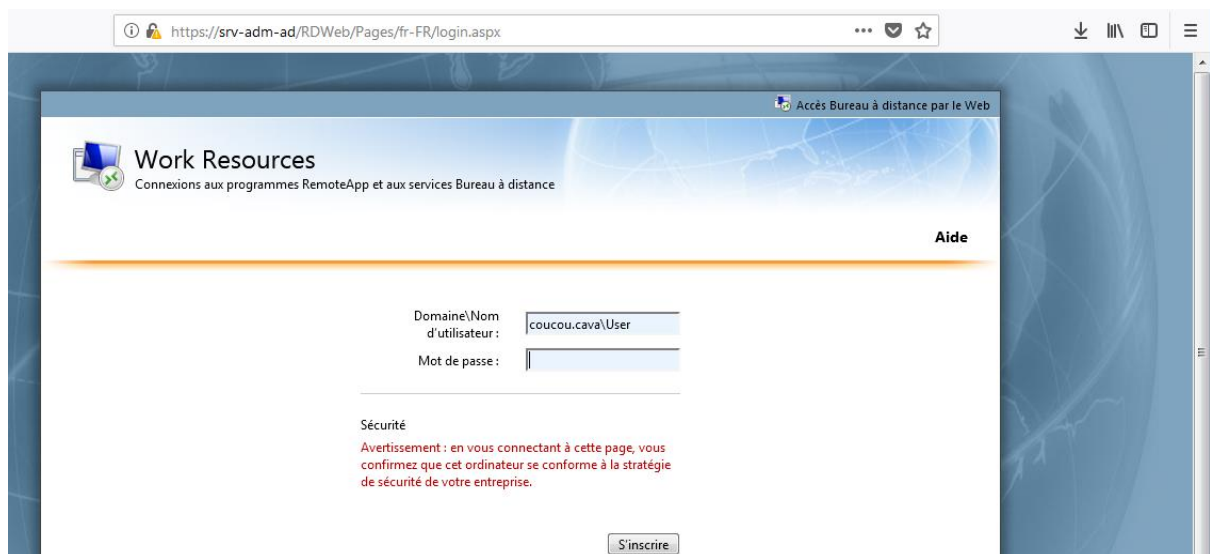 https://srv-adm-ad/RDWeb/Pages/fr-FR/login.aspx
Accès Bureau à distance par le Web
Work Resources
Connexions aux programmes RemoteApp et aux services Bureau à distance
Aide
Domaine\Nom
d'utilisateur :
coucou.cava\User
Mot de passe :
Sécurité
Avertissement : en vous connectant à cette page, vous
confirmez que cet ordinateur se conforme à la stratégie
de sécurité de votre entreprise.
S'inscrire